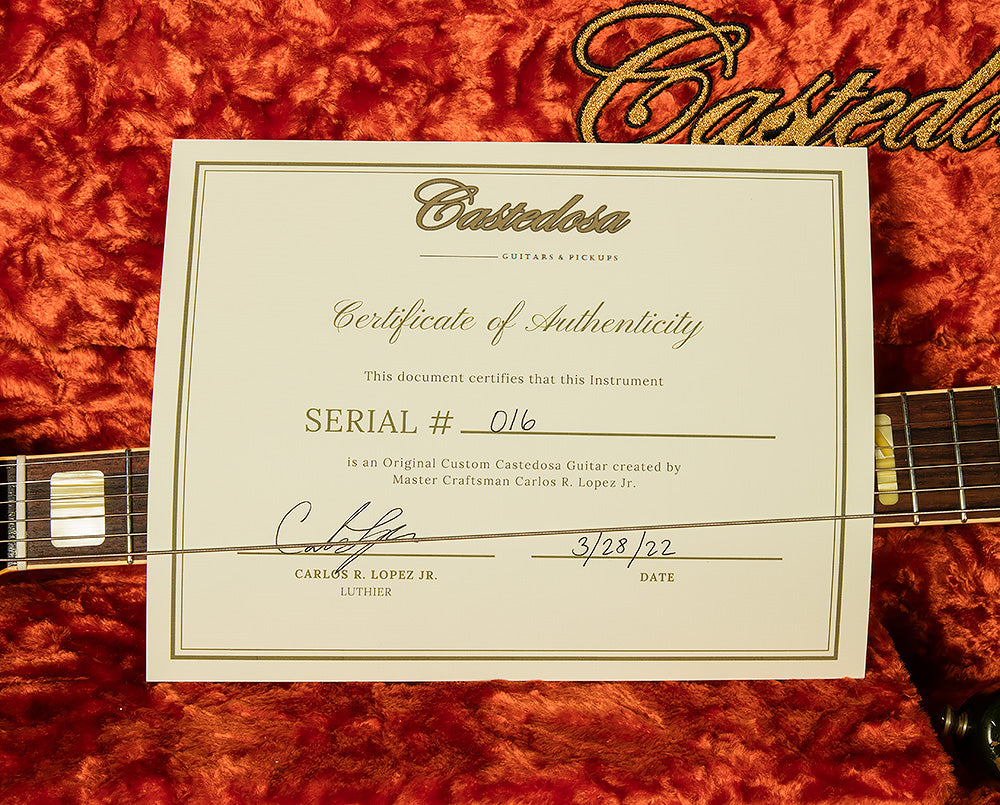 Castedo
Castedosa
GUITARS & PICKUPS
Certificate of Authenticity
This document certifies that this Instrument
SERIAL # 016
is an Original Custom Castedosa Guitar created by
Master Craftsman Carlos R. Lopez Jr.
3/28/22
CARLOS R. LOPEZ JR. DATE
LUTHIER